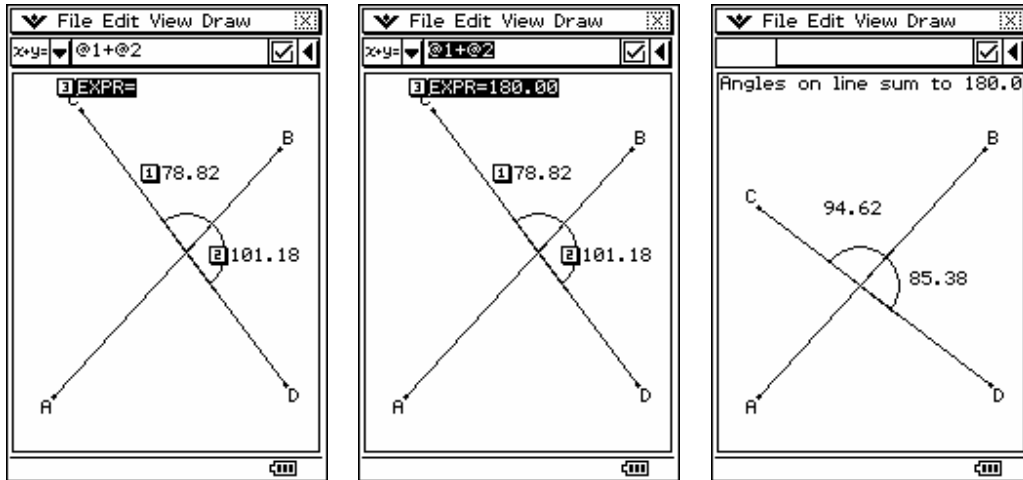 File Edit View Draw
x+y= @1+@2
3 EXPR=
C
B
1 78.82
2 101.18
A
D
File Edit View Draw
x+y= @1+@2
3 EXPR=180.00
C
B
1 78.82
2 101.18
A
D
File Edit View Draw
Angles on line sum to 180.0
B
C
94.62
85.38
A
D